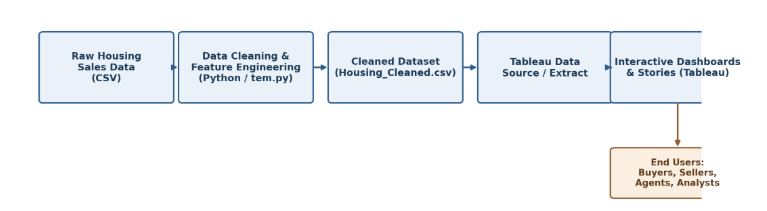 Raw Housing
Sales Data
(CSV)
Data Cleaning &
Feature Engineering
(Python / tem.py)
Cleaned Dataset
(Housing_Cleaned.csv)
Tableau Data
Source / Extract
Interactive Dashboards
& Stories (Tableau)
End Users:
Buyers, Sellers,
Agents, Analysts